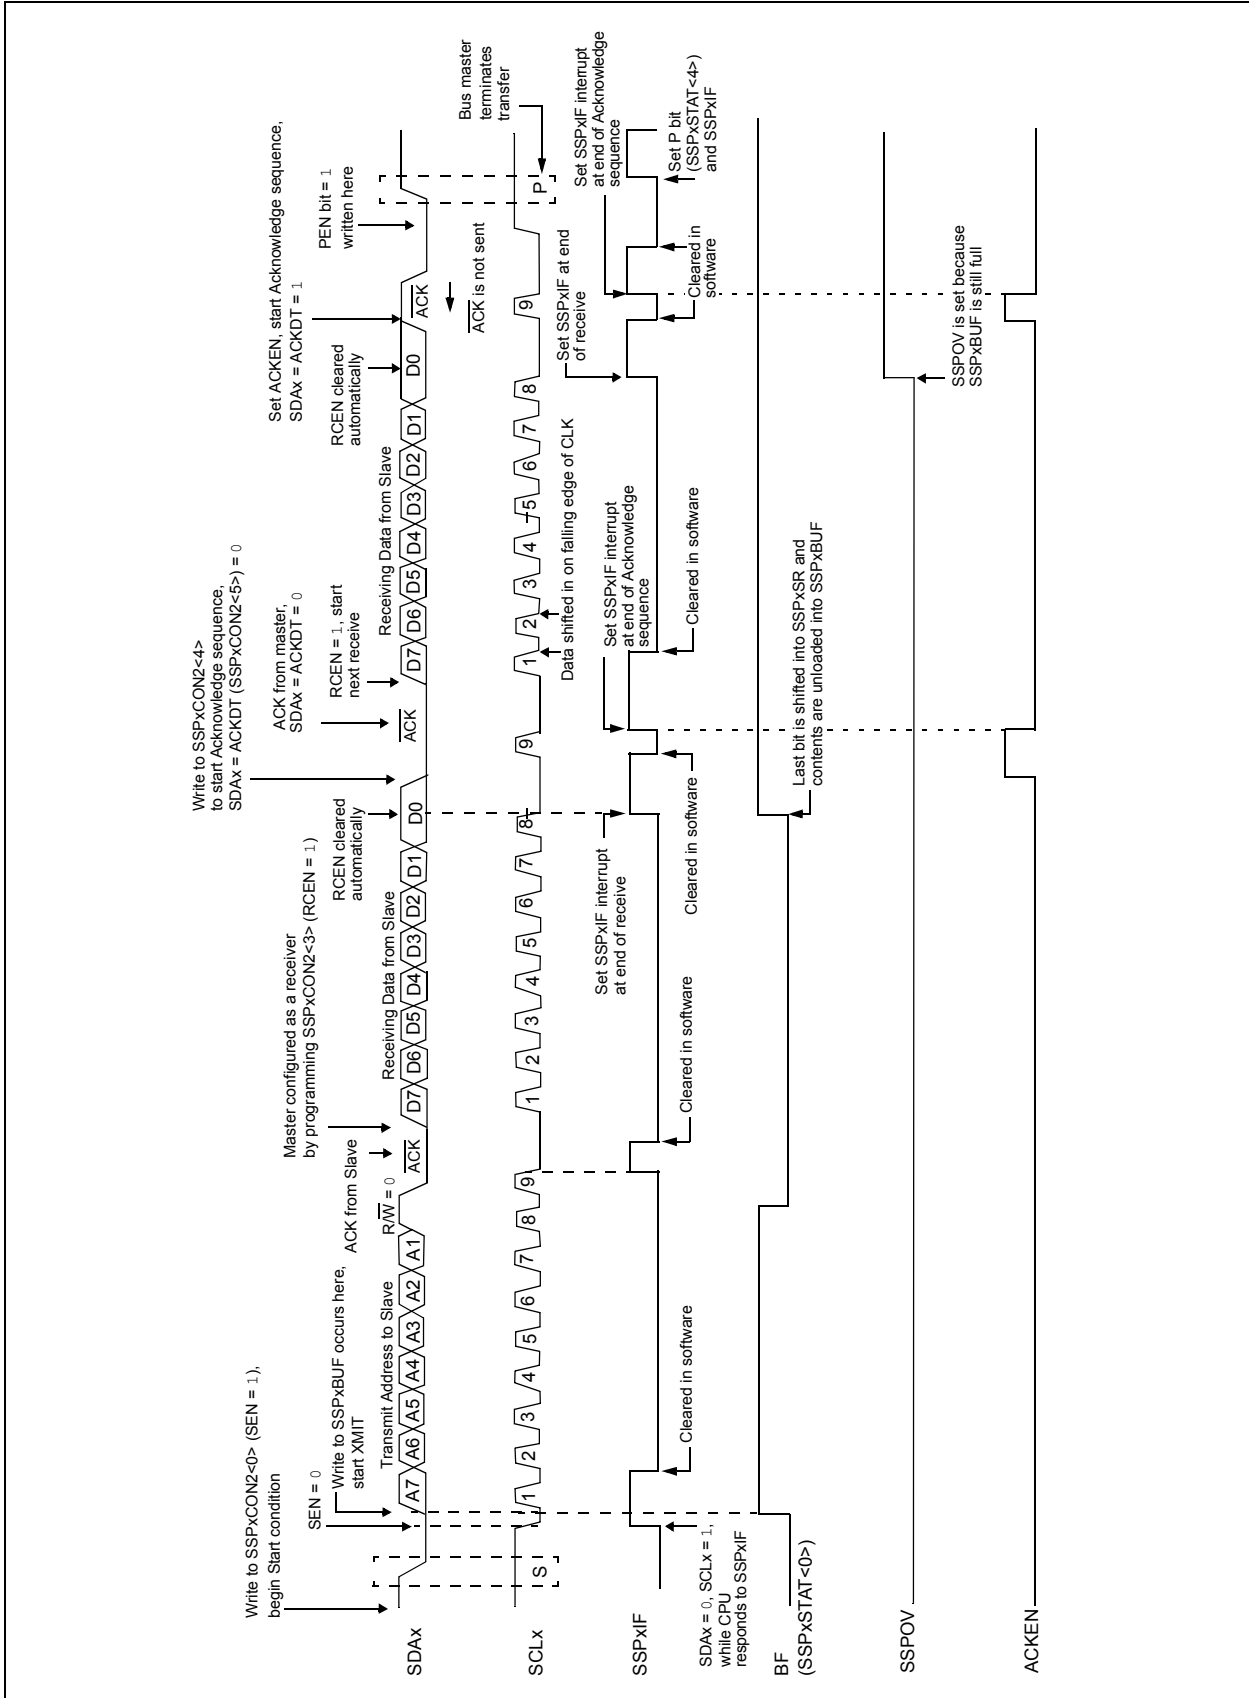 Write to SSPxCON2<0> (SEN = 1),
begin Start condition
SEN = 0
Write to SSPxBUF occurs here,
start XMIT
Transmit Address to Slave
R/W = 0
ACK from Slave
Master configured as a receiver
by programming SSPxCON2<3> (RCEN = 1)
Receiving Data from Slave
RCEN cleared
automatically
Write to SSPxCON2<4>
to start Acknowledge sequence,
SDAx = ACKDT (SSPxCON2<5>) = 0
ACK from master,
SDAx = ACKDT = 0
RCEN = 1, start
next receive
Receiving Data from Slave
RCEN cleared
automatically
Set ACKEN, start Acknowledge sequence,
SDAx = ACKDT = 1
PEN bit = 1
written here
SDAx
A7 A6 A5 A4 A3 A2 A1
ACK
D7 D6 D5 D4 D3 D2 D1 D0
ACK
D7 D6 D5 D4 D3 D2 D1 D0
ACK
ACK is not sent
Bus master
terminates
transfer
SCLx
S
1 2 3 4 5 6 7 8 9
1 2 3 4 5 6 7 8 9
1 2 3 4 5 6 7 8 9
P
Data shifted in on falling edge of CLK
Set SSPxIF interrupt
at end of receive
Set SSPxIF interrupt
at end of Acknowledge
sequence
Set SSPxIF at end
of receive
Set SSPxIF interrupt
at end of Acknowledge
sequence
SSPxIF
SDAx = 0, SCLx = 1,
while CPU
responds to SSPxIF
Cleared in software
Cleared in software
Cleared in software
Cleared in software
Cleared in
software
Set P bit
(SSPxSTAT<4>)
and SSPxIF
BF
(SSPxSTAT<0>)
Last bit is shifted into SSPxSR and
contents are unloaded into SSPxBUF
SSPOV
SSPOV is set because
SSPxBUF is still full
ACKEN